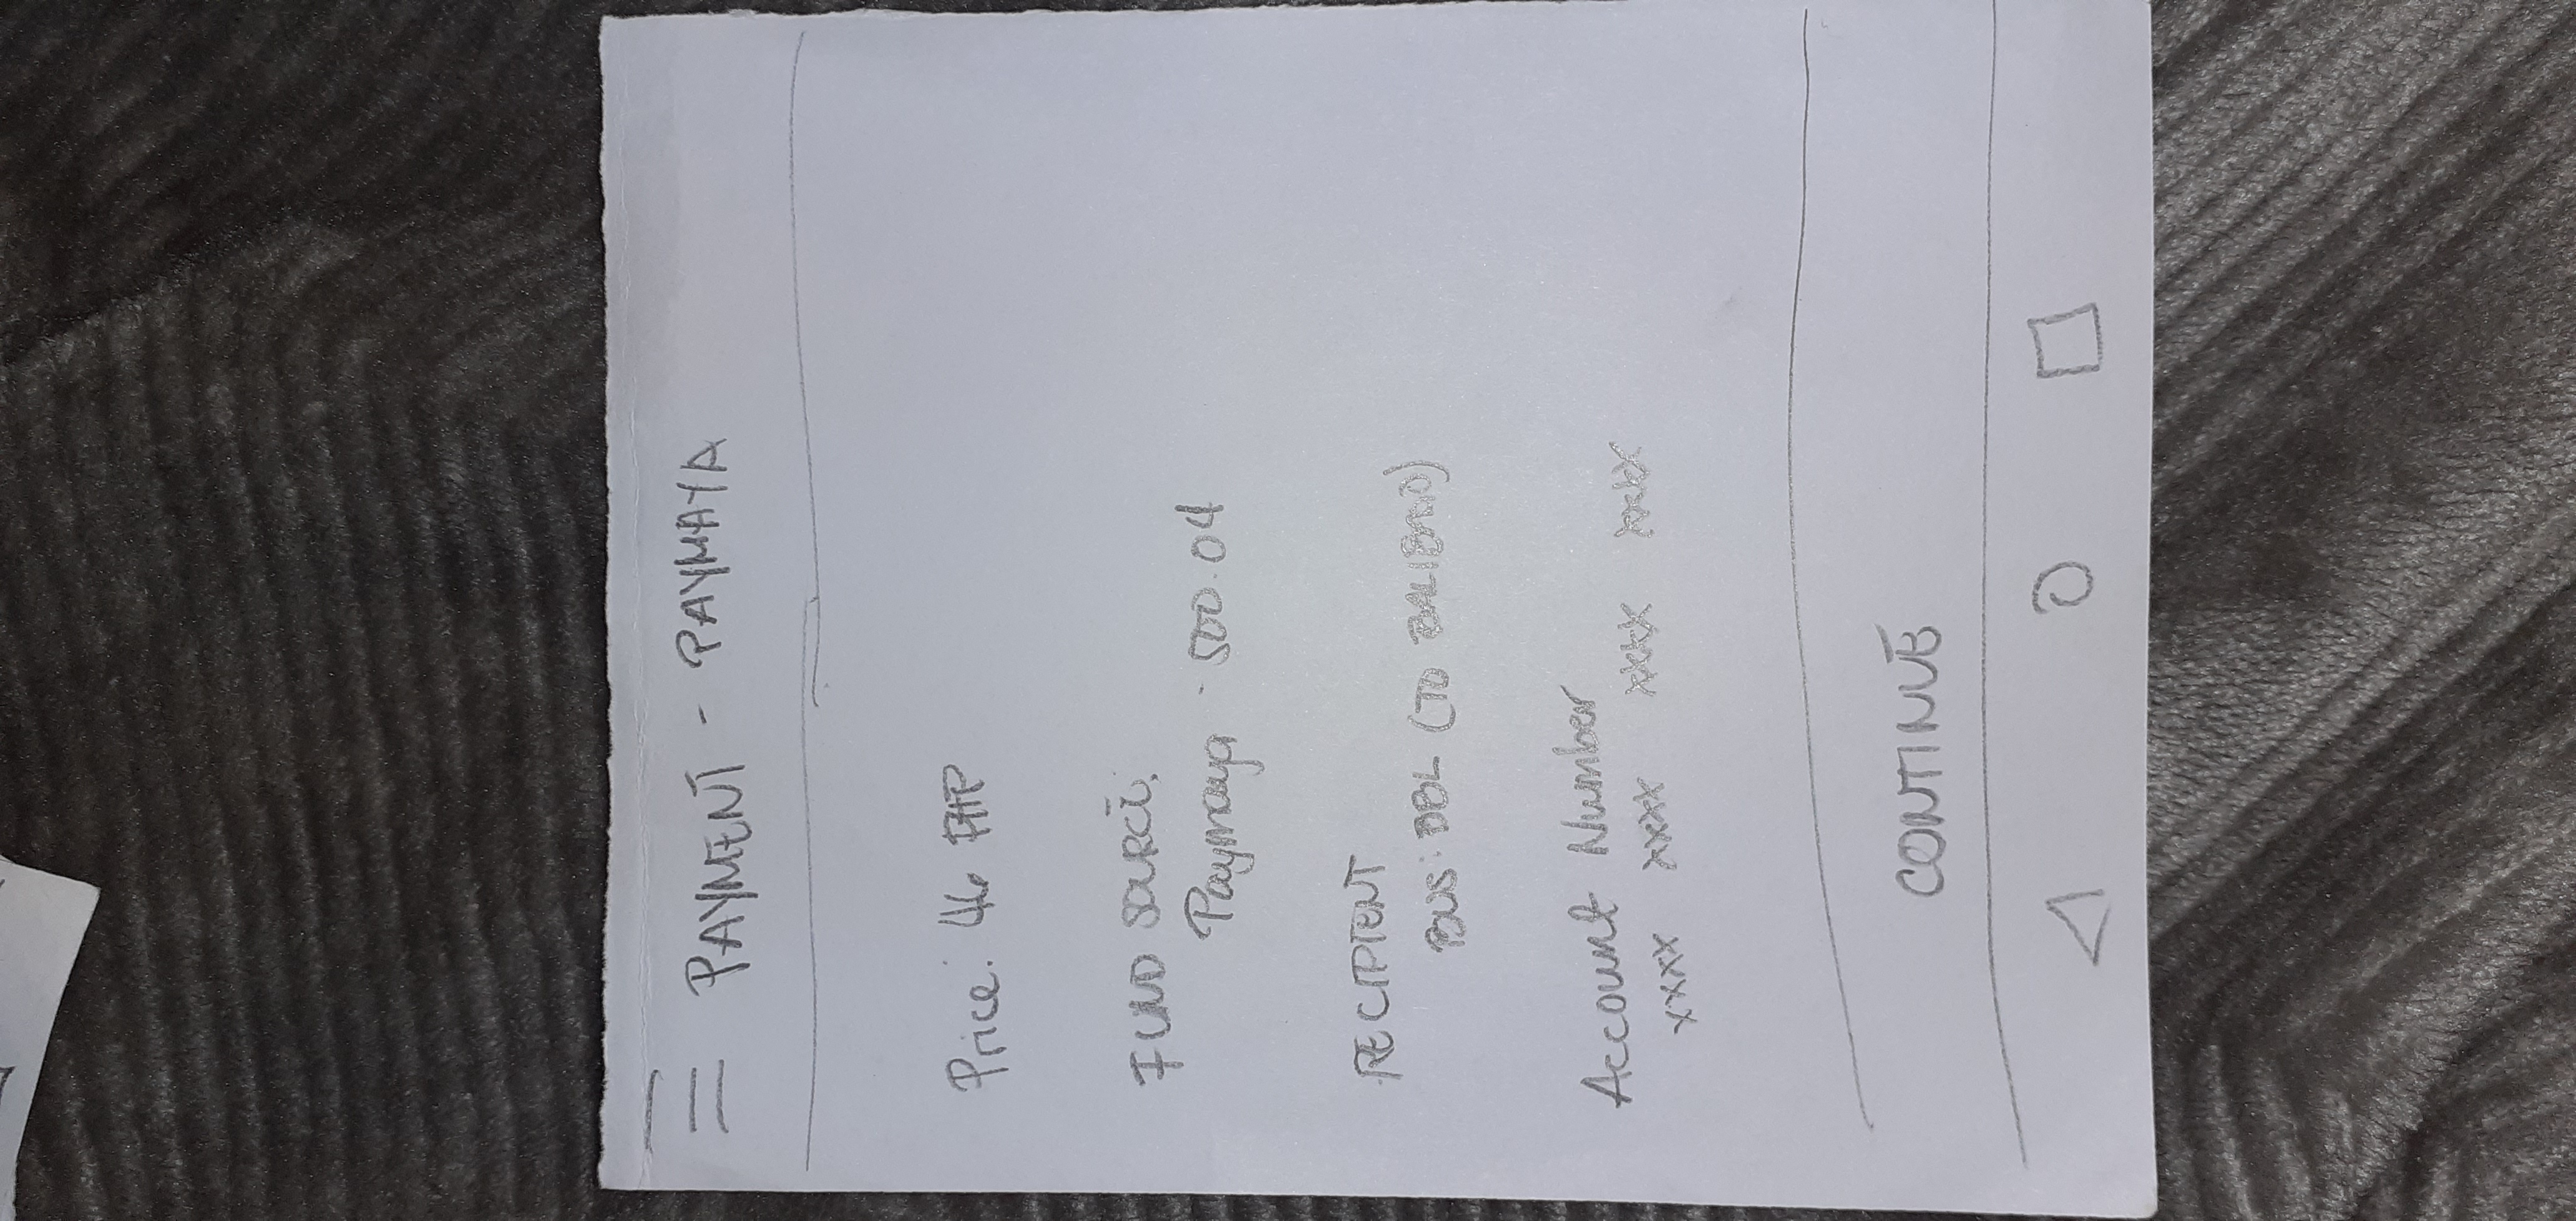 PAYMENT - PAYMAYA
Price: 46 PHP
FUND SOURCE:
Paymaya - 500.04
RECIPIENT
BUS: DBL (TO BALIBAGO)
Account Number
xxxx xxxx xxxx xxxx
CONTINUE